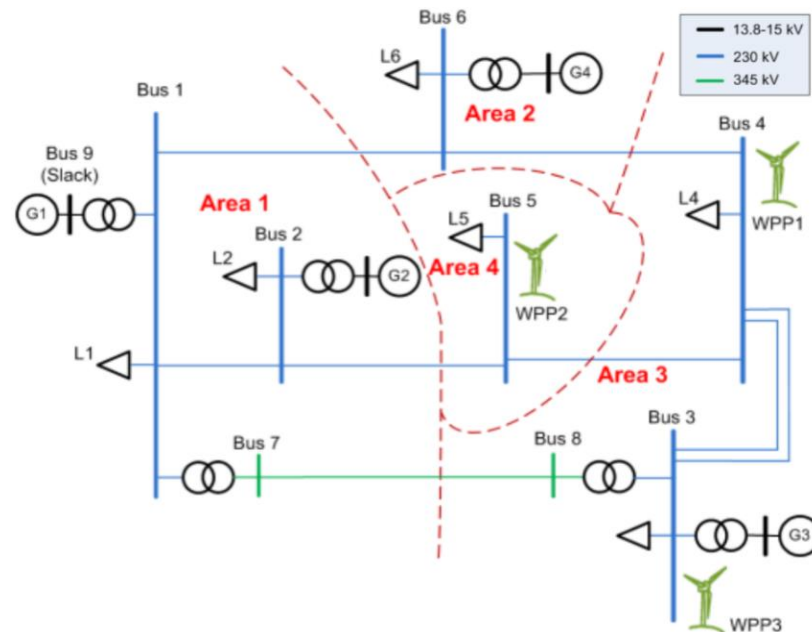 Bus 6
13.8-15 kV
230 kV
345 kV
L6
G4
Area 2
Bus 1
Bus 4
Bus 9
(Slack)
G1
Area 1
Bus 5
L4
WPP1
L5
Bus 2
L2
G2
Area 4
WPP2
L1
Area 3
Bus 7
Bus 8
Bus 3
G3
WPP3